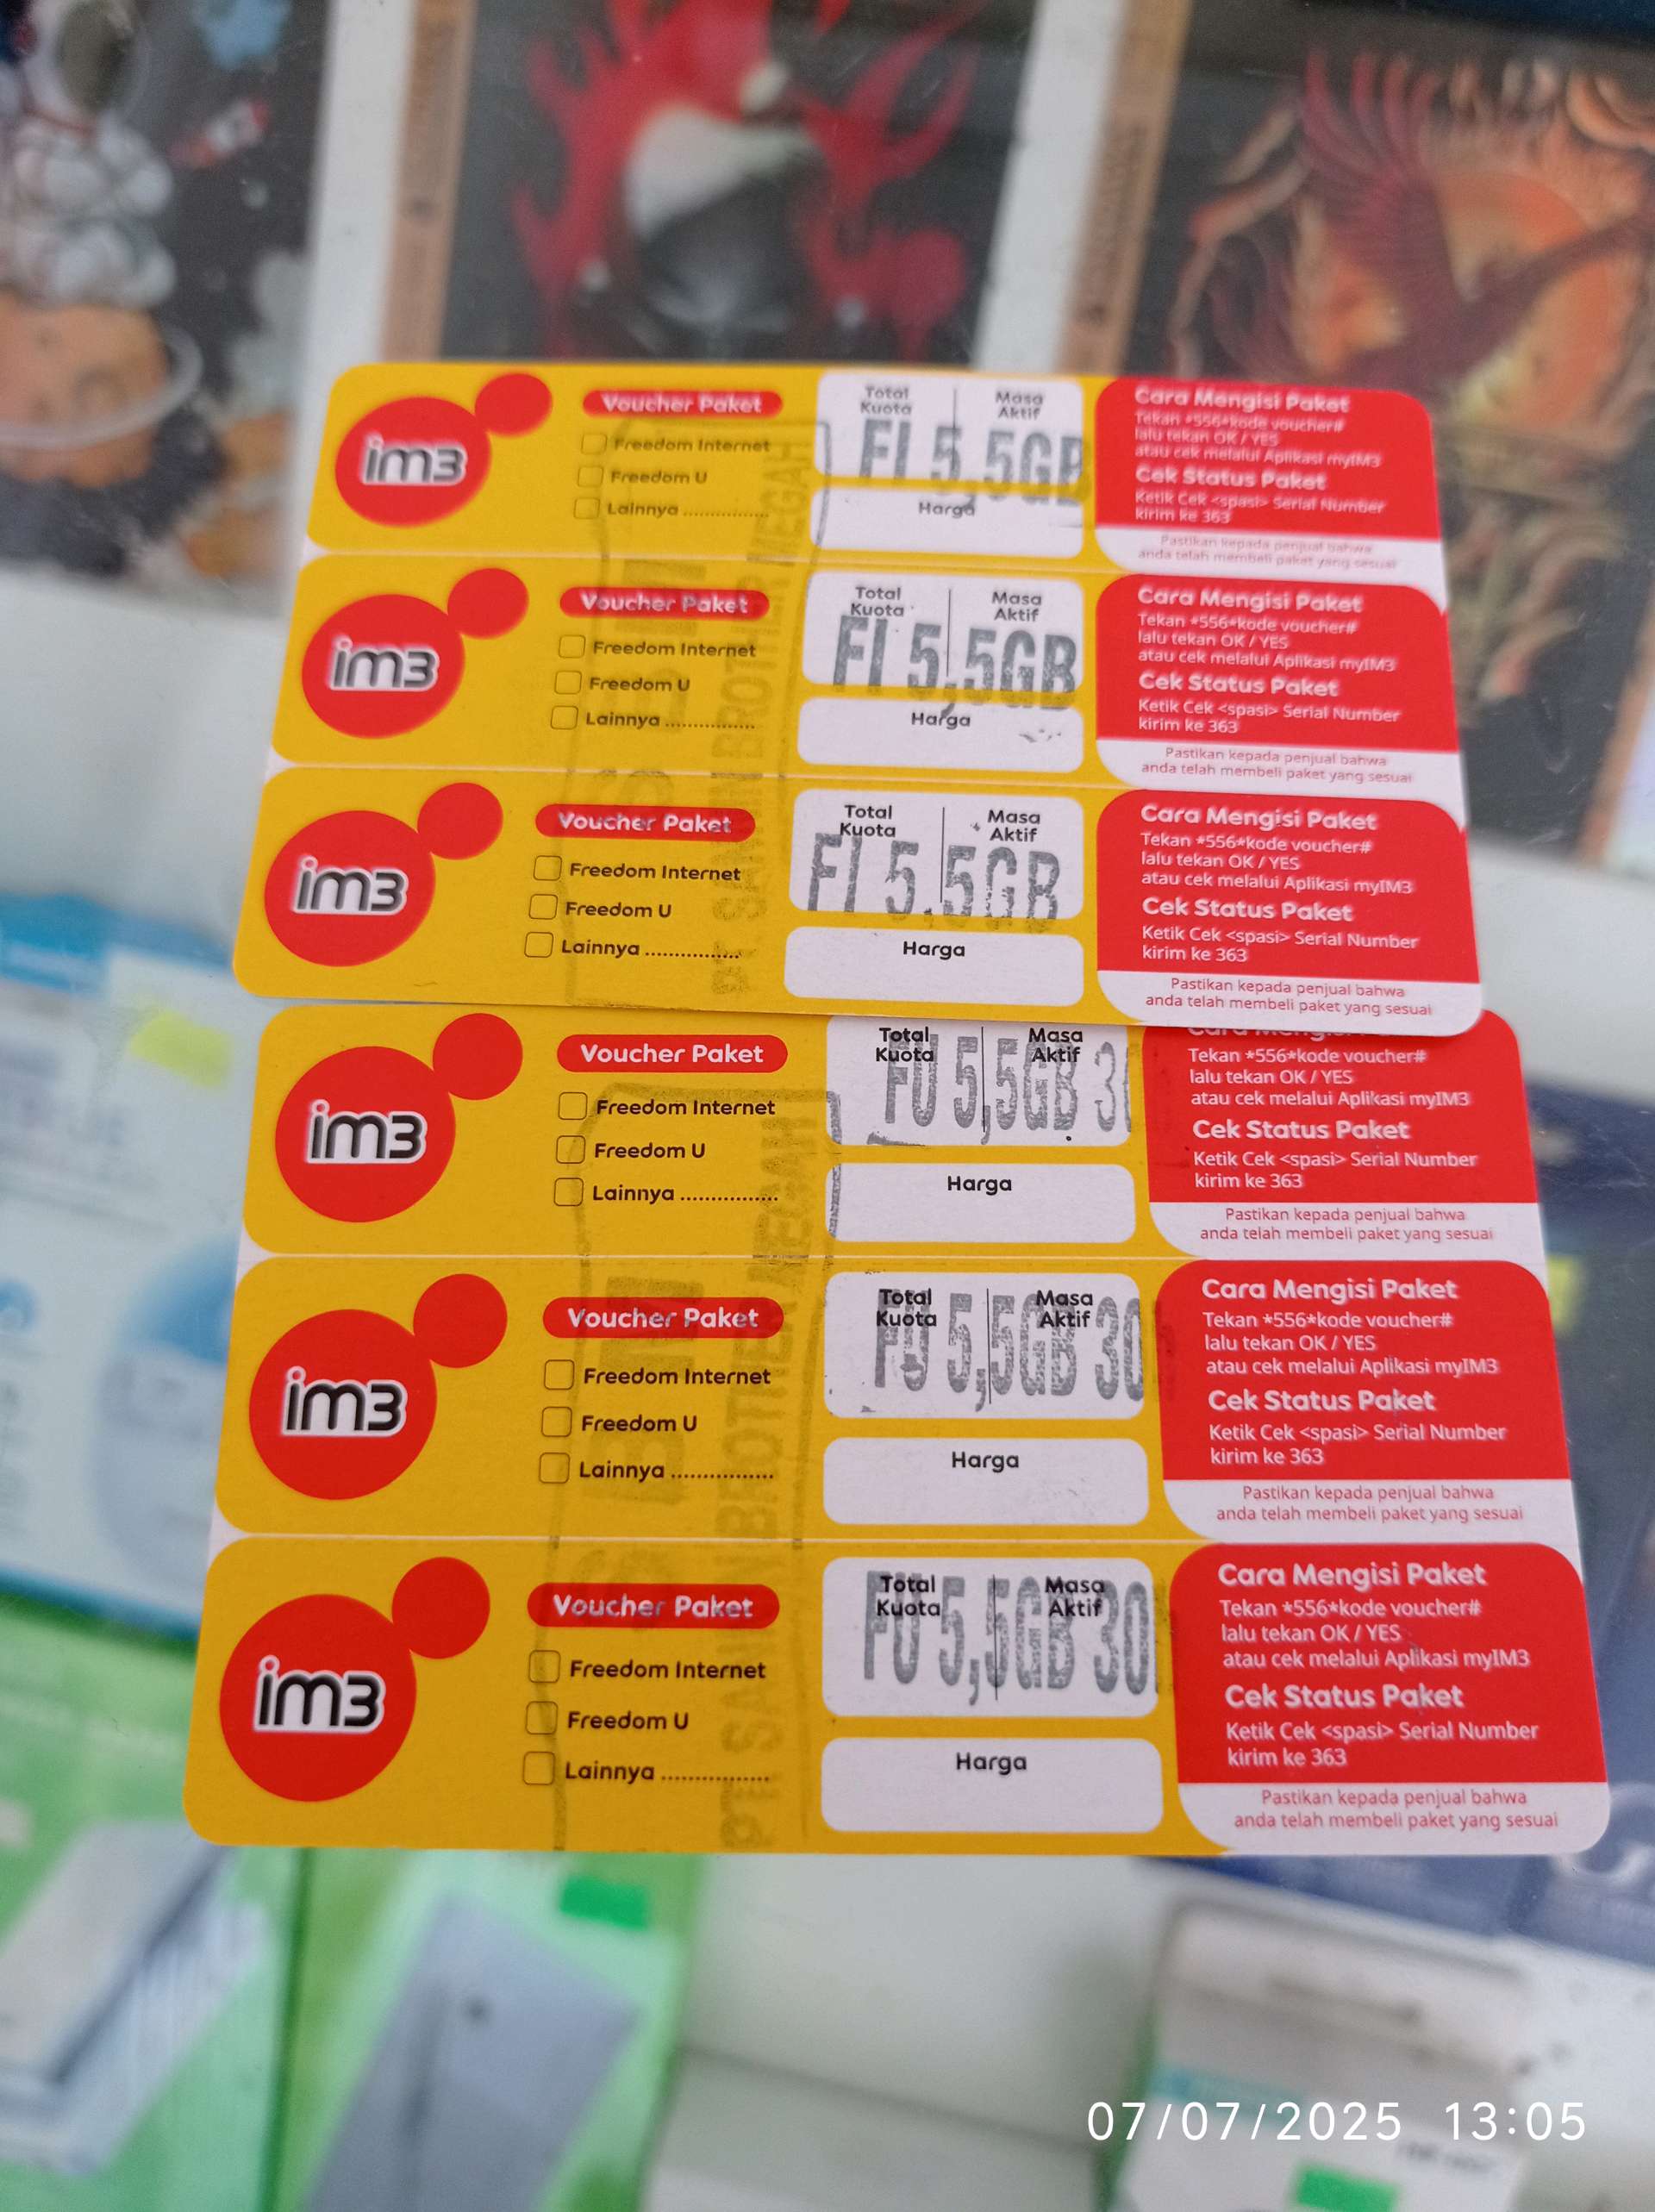 im3
Voucher Paket
Freedom Internet
Freedom U
Lainnya ................
Total Kuota
Masa Aktif
FI 5,5GB
Harga
Cara Mengisi Paket
Tekan *556*kode voucher#
lalu tekan OK / YES
atau cek melalui Aplikasi myIM3
Cek Status Paket
Ketik Cek <spasi> Serial Number
kirim ke 363
Pastikan kepada penjual bahwa
anda telah membeli paket yang sesuai
im3
Voucher Paket
Freedom Internet
Freedom U
Lainnya ................
Total Kuota
Masa Aktif
FI 5,5GB
Harga
Cara Mengisi Paket
Tekan *556*kode voucher#
lalu tekan OK / YES
atau cek melalui Aplikasi myIM3
Cek Status Paket
Ketik Cek <spasi> Serial Number
kirim ke 363
Pastikan kepada penjual bahwa
anda telah membeli paket yang sesuai
im3
Voucher Paket
Freedom Internet
Freedom U
Lainnya ................
Total Kuota
Masa Aktif
FI 5,5GB
Harga
Cara Mengisi Paket
Tekan *556*kode voucher#
lalu tekan OK / YES
atau cek melalui Aplikasi myIM3
Cek Status Paket
Ketik Cek <spasi> Serial Number
kirim ke 363
Pastikan kepada penjual bahwa
anda telah membeli paket yang sesuai
im3
Voucher Paket
Freedom Internet
Freedom U
Lainnya ................
Total Kuota
Masa Aktif
FU 5,5GB 3
Harga
Tekan *556*kode voucher#
lalu tekan OK / YES
atau cek melalui Aplikasi myIM3
Cek Status Paket
Ketik Cek <spasi> Serial Number
kirim ke 363
Pastikan kepada penjual bahwa
anda telah membeli paket yang sesuai
im3
Voucher Paket
Freedom Internet
Freedom U
Lainnya ................
Total Kuota
Masa Aktif
FU 5,5GB 30
Harga
Cara Mengisi Paket
Tekan *556*kode voucher#
lalu tekan OK / YES
atau cek melalui Aplikasi myIM3
Cek Status Paket
Ketik Cek <spasi> Serial Number
kirim ke 363
Pastikan kepada penjual bahwa
anda telah membeli paket yang sesuai
im3
Voucher Paket
Freedom Internet
Freedom U
Lainnya ................
Total Kuota
Masa Aktif
FU 5,5GB 30
Harga
Cara Mengisi Paket
Tekan *556*kode voucher#
lalu tekan OK / YES
atau cek melalui Aplikasi myIM3
Cek Status Paket
Ketik Cek <spasi> Serial Number
kirim ke 363
Pastikan kepada penjual bahwa
anda telah membeli paket yang sesuai
07/07/2025 13:05